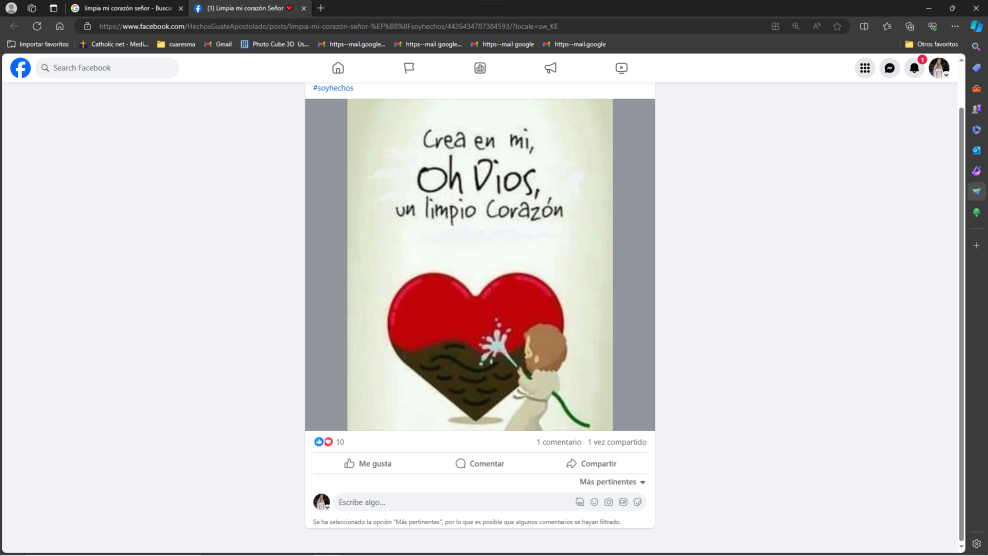 limpia mi corazón señor - Buscar
(1) Limpia mi corazón Señor
https://www.facebook.com/HechosGuateApostolado/posts/limpia-mi-corazón-señor-%EF%B8%8Fsoyhechos/4426434787384593/?locale=sw_KE
Importar favoritos
Catholic net - Medi...
cuaresma
Gmail
Photo Cube 3D Us...
https--mail.google...
https--mail google...
https--mail google
https--mail.google
Otros favoritos
Search Facebook
1
#soyhechos
Crea en mi,
Oh Dios,
un limpio Corazón
10
1 comentario 1 vez compartido
Me gusta
Comentar
Compartir
Más pertinentes
Escribe algo...
Se ha seleccionado la opción "Más pertinentes", por lo que es posible que algunos comentarios se hayan filtrado.